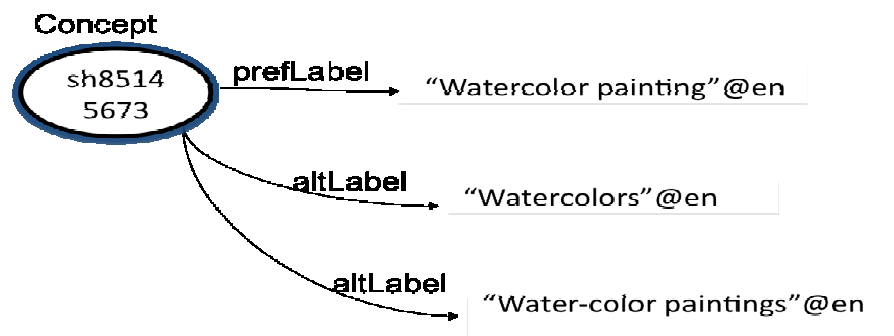 Concept
sh8514
5673
prefLabel
“Watercolor painting”@en
altLabel
“Watercolors”@en
altLabel
“Water-color paintings”@en